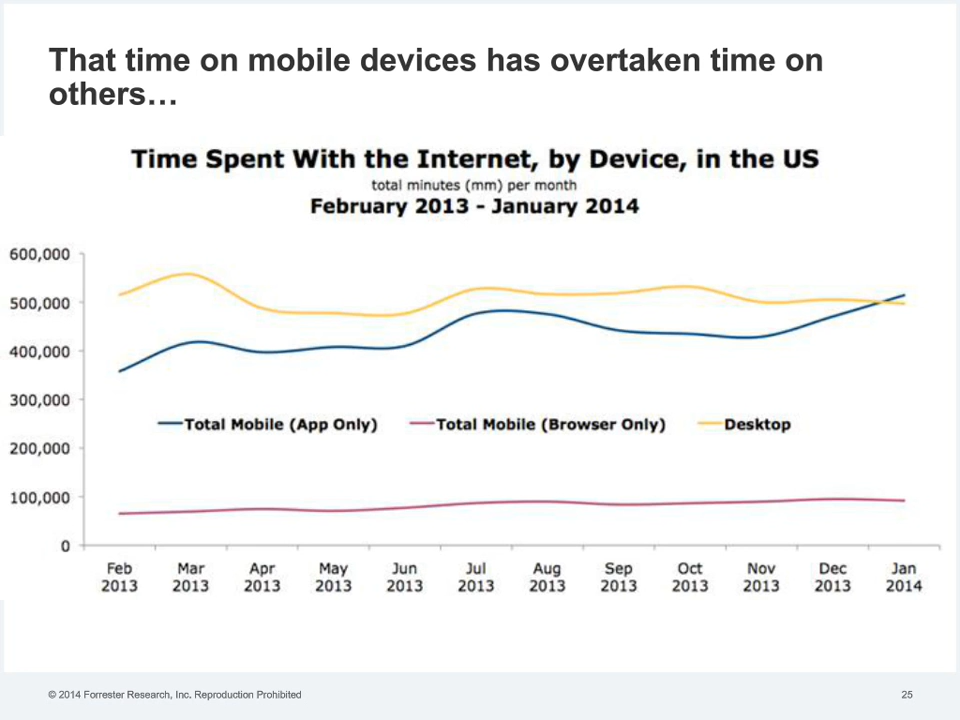 That time on mobile devices has overtaken time on
others…
Time Spent With the Internet, by Device, in the US
total minutes (mm) per month
February 2013 - January 2014
600,000
500,000
400,000
300,000
Total Mobile (App Only) Total Mobile (Browser Only) Desktop
200,000
100,000
0
Feb Mar Apr May Jun Jul Aug Sep Oct Nov Dec Jan
2013 2013 2013 2013 2013 2013 2013 2013 2013 2013 2013 2014
© 2014 Forrester Research, Inc. Reproduction Prohibited 25